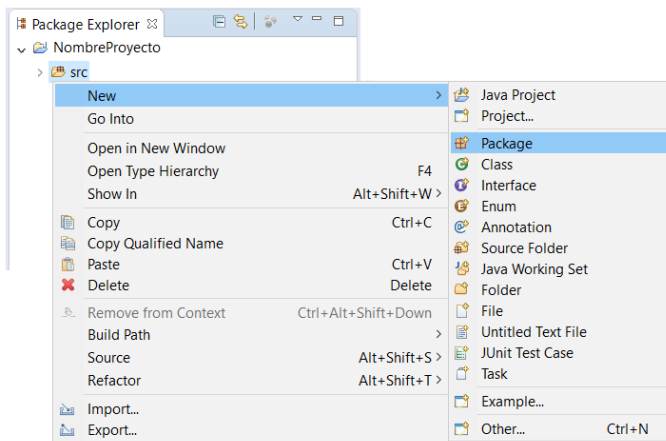 Package Explorer
NombreProyecto
src
New
Go Into
Open in New Window
Open Type Hierarchy F4
Show In Alt+Shift+W >
Copy Ctrl+C
Copy Qualified Name
Paste Ctrl+V
Delete Delete
Remove from Context Ctrl+Alt+Shift+Down
Build Path
Source Alt+Shift+S >
Refactor Alt+Shift+T >
Import...
Export...
Java Project
Project...
Package
Class
Interface
Enum
Annotation
Source Folder
Java Working Set
Folder
File
Untitled Text File
JUnit Test Case
Task
Example...
Other... Ctrl+N